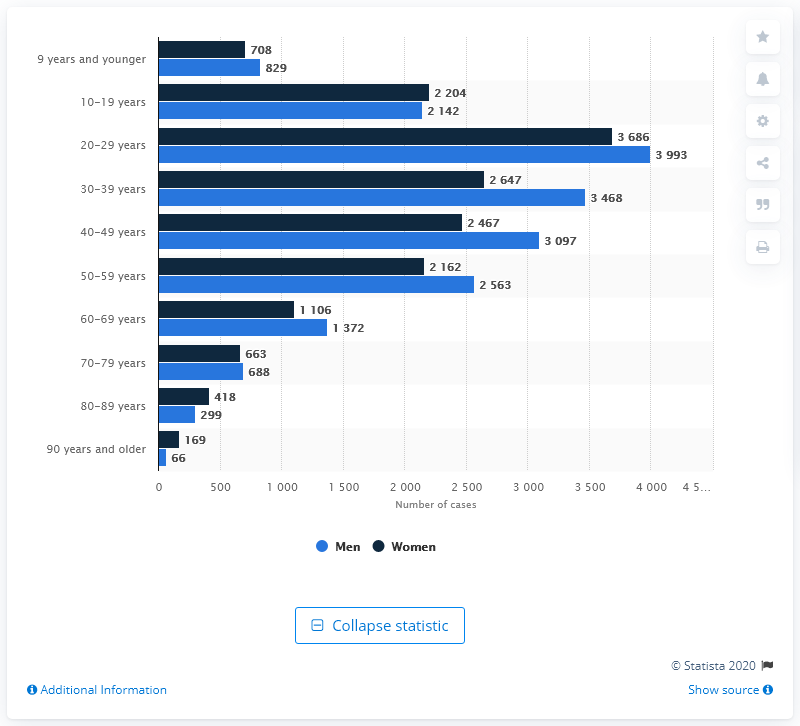 9 years and younger
708
829
10–19 years
2 204
2 142
20–29 years
3 686
3 993
30–39 years
2 647
3 468
40–49 years
2 467
3 097
50–59 years
2 162
2 563
60–69 years
1 106
1 372
70–79 years
663
688
80–89 years
418
299
90 years and older
169
66
0 500 1 000 1 500 2 000 2 500 3 000 3 500 4 000 4 5...
Number of cases
Men Women
Collapse statistic
© Statista 2020
Additional Information Show source